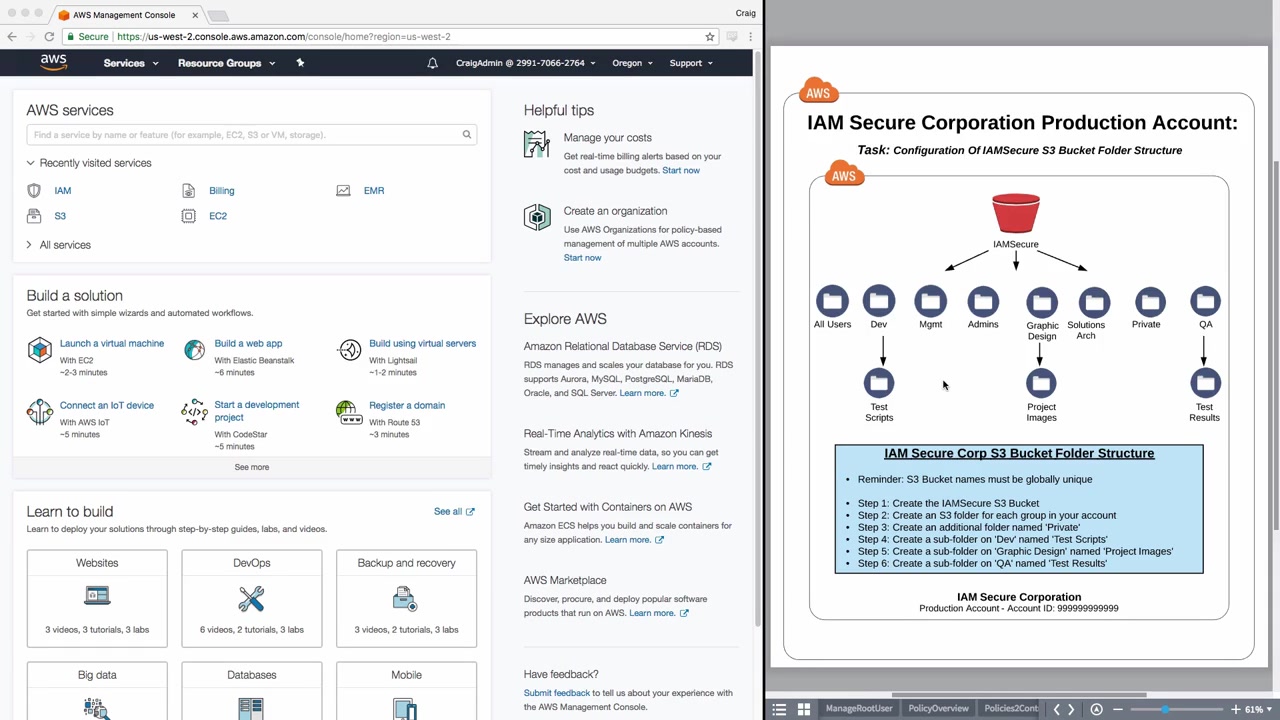 AWS Management Console
Craig
Secure
https://us-west-2.console.aws.amazon.com/console/home?region=us-west-2
aws
Services
Resource Groups
CraigAdmin @ 2991-7066-2764
Oregon
Support
AWS services
Find a service by name or feature (for example, EC2, S3 or VM, storage).
Recently visited services
IAM
Billing
EMR
S3
EC2
All services
Build a solution
Get started with simple wizards and automated workflows.
Launch a virtual machine
With EC2
~2-3 minutes
Build a web app
With Elastic Beanstalk
~6 minutes
Build using virtual servers
With Lightsail
~1-2 minutes
Connect an IoT device
With AWS IoT
~5 minutes
Start a development
project
With CodeStar
~5 minutes
Register a domain
With Route 53
~3 minutes
See more
Learn to build
See all
Learn to deploy your solutions through step-by-step guides, labs, and videos.
Websites
3 videos, 3 tutorials, 3 labs
DevOps
6 videos, 2 tutorials, 3 labs
Backup and recovery
3 videos, 2 tutorials, 3 labs
Big data
Databases
Mobile
Helpful tips
Manage your costs
Get real-time billing alerts based on your
cost and usage budgets. Start now
Create an organization
Use AWS Organizations for policy-based
management of multiple AWS accounts.
Start now
Explore AWS
Amazon Relational Database Service (RDS)
RDS manages and scales your database for you. RDS
supports Aurora, MySQL, PostgreSQL, MariaDB,
Oracle, and SQL Server. Learn more.
Real-Time Analytics with Amazon Kinesis
Stream and analyze real-time data, so you can get
timely insights and react quickly. Learn more.
Get Started with Containers on AWS
Amazon ECS helps you build and scale containers for
any size application. Learn more.
AWS Marketplace
Discover, procure, and deploy popular software
products that run on AWS. Learn more.
Have feedback?
Submit feedback to tell us about your experience with
the AWS Management Console.
AWS
IAM Secure Corporation Production Account:
Task: Configuration Of IAMSecure S3 Bucket Folder Structure
AWS
IAMSecure
All Users
Dev
Mgmt
Admins
Graphic
Design
Solutions
Arch
Private
QA
Test
Scripts
Project
Images
Test
Results
IAM Secure Corp S3 Bucket Folder Structure
• Reminder: S3 Bucket names must be globally unique
• Step 1: Create the IAMSecure S3 Bucket
• Step 2: Create an S3 folder for each group in your account
• Step 3: Create an additional folder named 'Private'
• Step 4: Create a sub-folder on 'Dev' named 'Test Scripts'
• Step 5: Create a sub-folder on 'Graphic Design' named 'Project Images'
• Step 6: Create a sub-folder on 'QA' named 'Test Results'
IAM Secure Corporation
Production Account - Account ID: 999999999999
ManageRootUser
PolicyOverview
Policies2Cont
61%